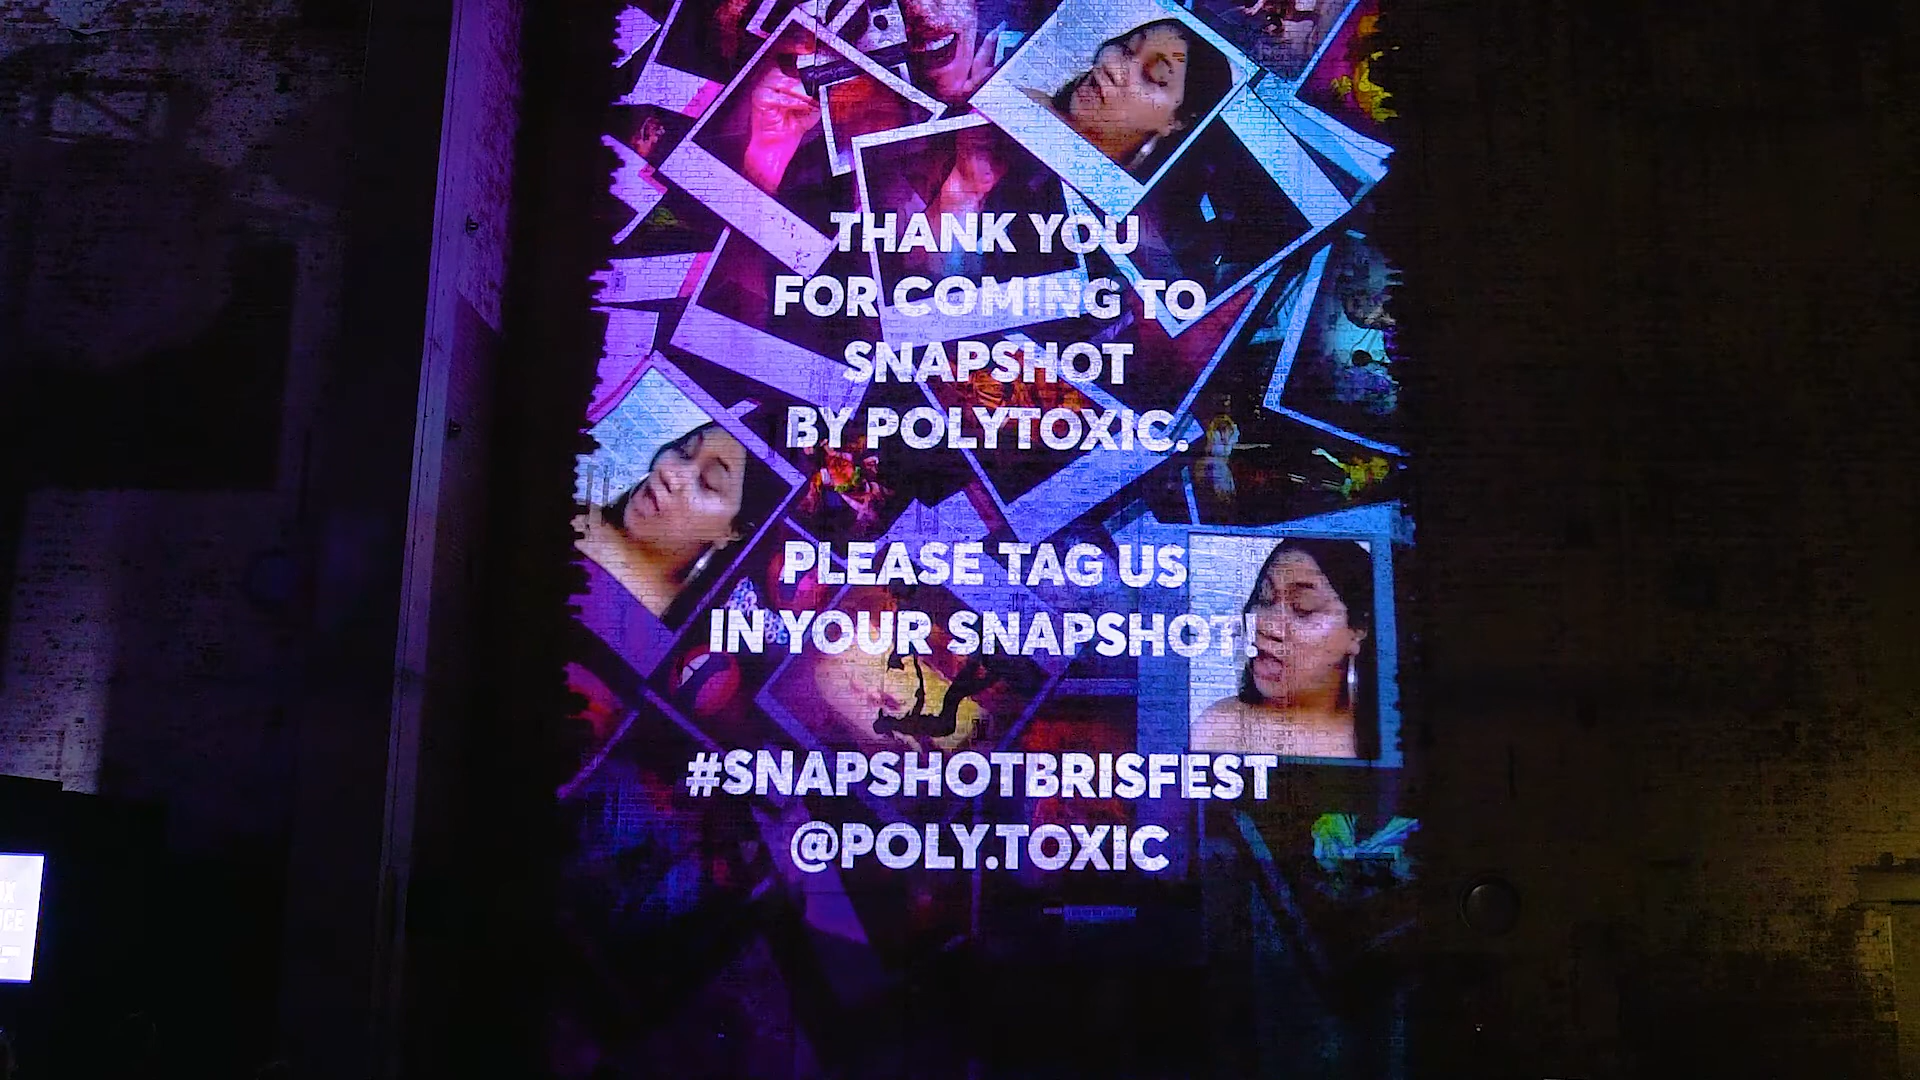 THANK YOU
FOR COMING TO
SNAPSHOT
BY POLYTOXIC.
PLEASE TAG US
IN YOUR SNAPSHOT!
#SNAPSHOTBRISFEST
@POLY.TOXIC